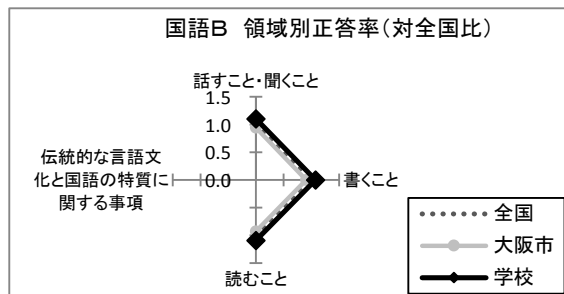 国語B 領域別正答率(対全国比)
話すこと・聞くこと
1.5
1.0
0.5
0.0
伝統的な言語文
化と国語の特質に
関する事項
書くこと
読むこと
全国
大阪市
学校